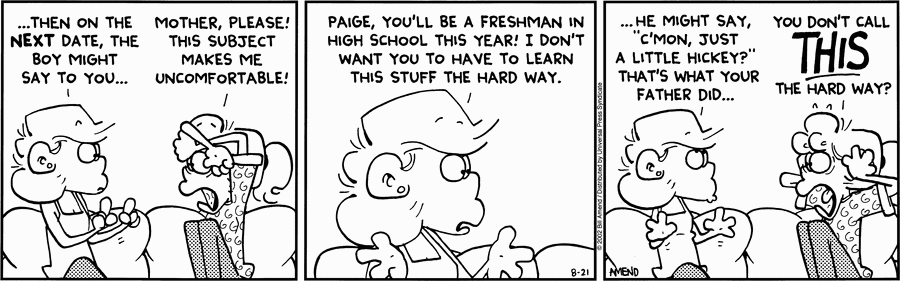 ...THEN ON THE
NEXT DATE, THE
BOY MIGHT
SAY TO YOU...
MOTHER, PLEASE!
THIS SUBJECT
MAKES ME
UNCOMFORTABLE!
PAIGE, YOU'LL BE A FRESHMAN IN
HIGH SCHOOL THIS YEAR! I DON'T
WANT YOU TO HAVE TO LEARN
THIS STUFF THE HARD WAY.
8-21
© 2002 Bill Amend / Distributed by Universal Press Syndicate
...HE MIGHT SAY,
"C'MON, JUST
A LITTLE HICKEY?"
THAT'S WHAT YOUR
FATHER DID...
YOU DON'T CALL
THIS
THE HARD WAY?
AMEND